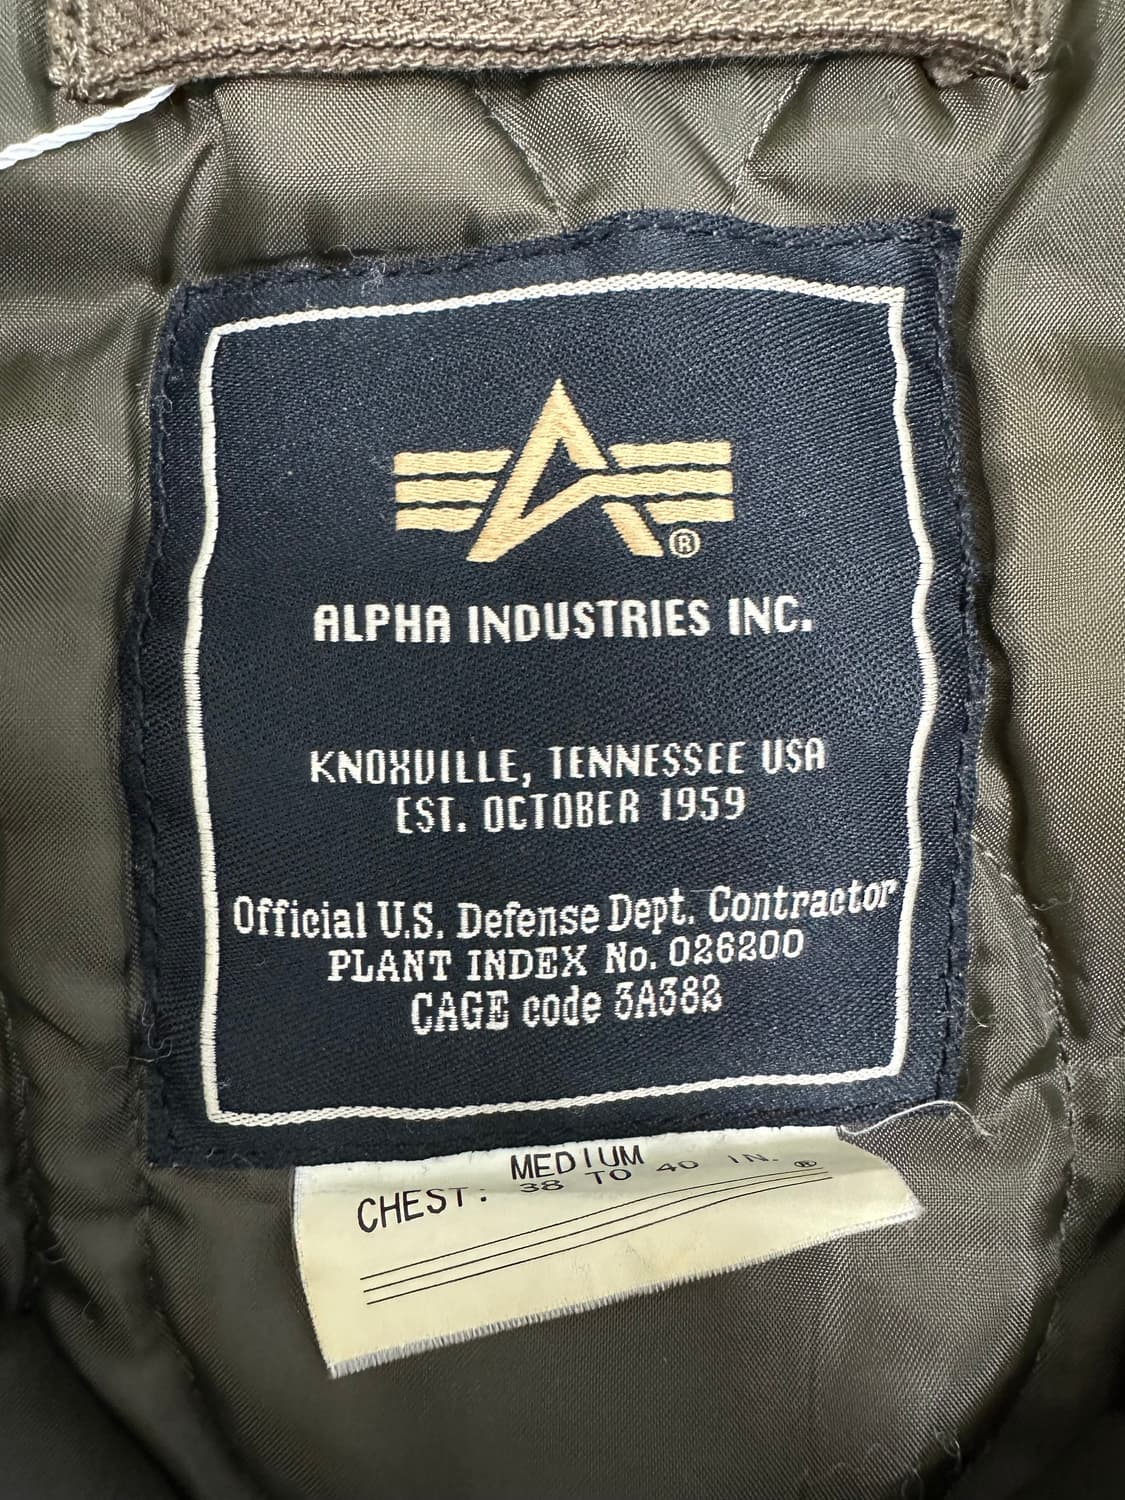 ®
ALPHA INDUSTRIES INC.
KNOXVILLE, TENNESSEE USA
EST. OCTOBER 1959
Official U.S. Defense Dept. Contractor
PLANT INDEX No. 026200
CAGE code 3A382
MEDIUM
CHEST: 38 TO 40 IN. ®